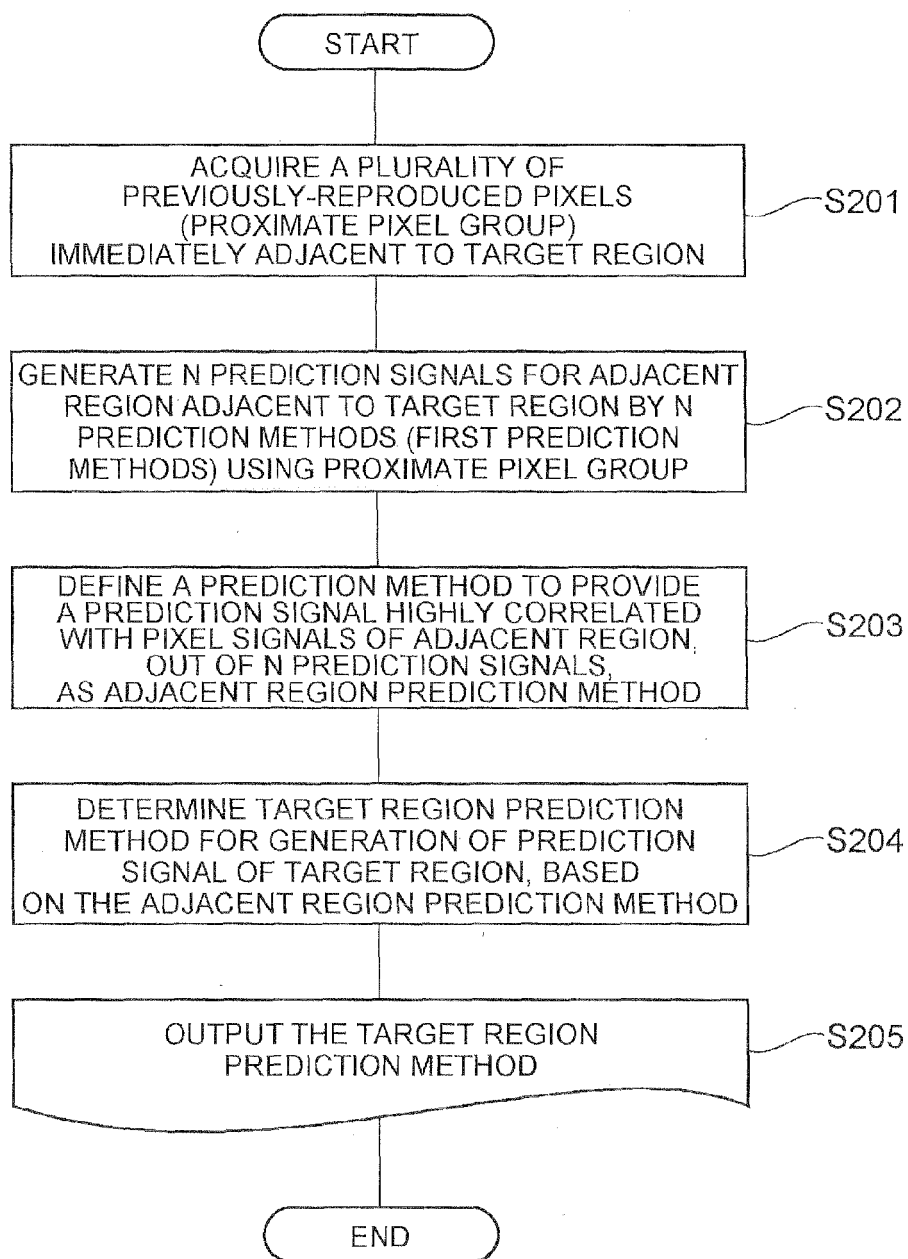 START
ACQUIRE A PLURALITY OF
PREVIOUSLY-REPRODUCED PIXELS
(PROXIMATE PIXEL GROUP)
IMMEDIATELY ADJACENT TO TARGET REGION
S201
GENERATE N PREDICTION SIGNALS FOR ADJACENT
REGION ADJACENT TO TARGET REGION BY N
PREDICTION METHODS (FIRST PREDICTION
METHODS) USING PROXIMATE PIXEL GROUP
S202
DEFINE A PREDICTION METHOD TO PROVIDE
A PREDICTION SIGNAL HIGHLY CORRELATED
WITH PIXEL SIGNALS OF ADJACENT REGION,
OUT OF N PREDICTION SIGNALS,
AS ADJACENT REGION PREDICTION METHOD
S203
DETERMINE TARGET REGION PREDICTION
METHOD FOR GENERATION OF PREDICTION
SIGNAL OF TARGET REGION, BASED
ON THE ADJACENT REGION PREDICTION METHOD
S204
OUTPUT THE TARGET REGION
PREDICTION METHOD
S205
END